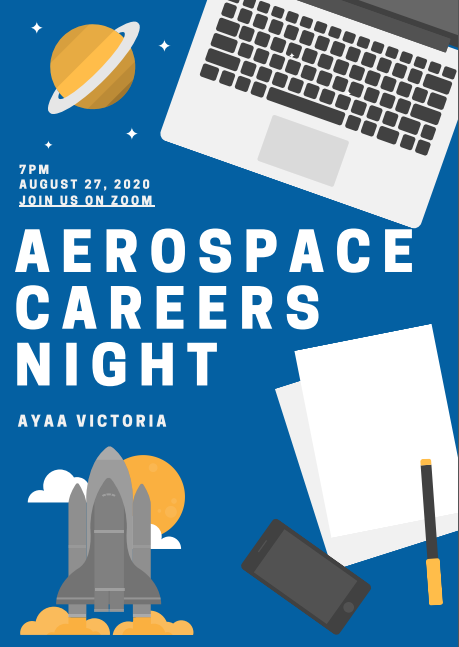 7PM
AUGUST 27, 2020
JOIN US ON ZOOM
AEROSPACE
CAREERS
NIGHT
AYAA VICTORIA